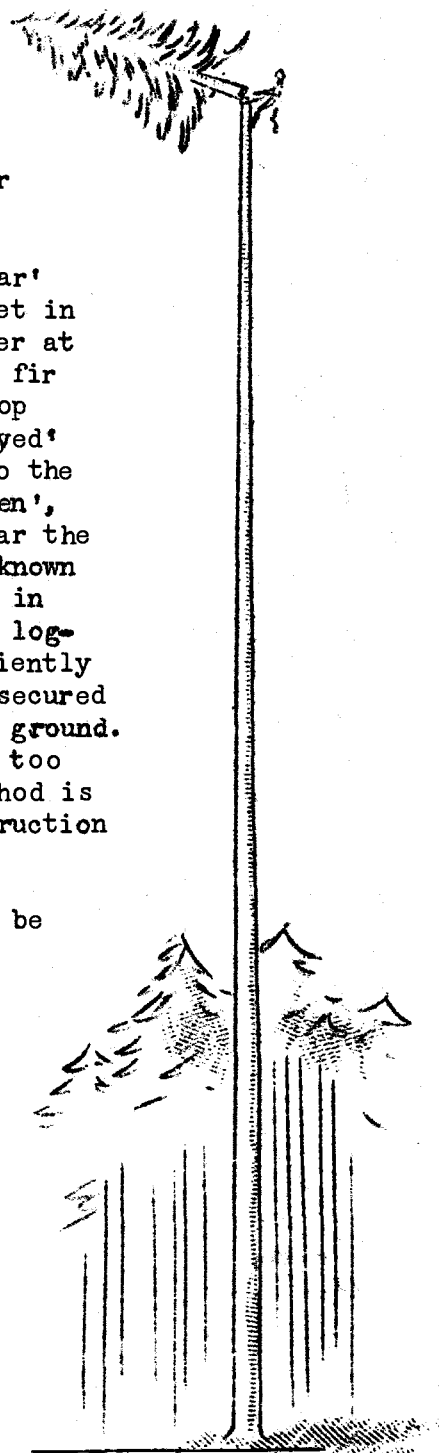 r
ar'
et in
er at
fir
op
yed'
o the
en',
ar the
known
in
log-
iently
secured
ground.
too
hod is
ruction
be